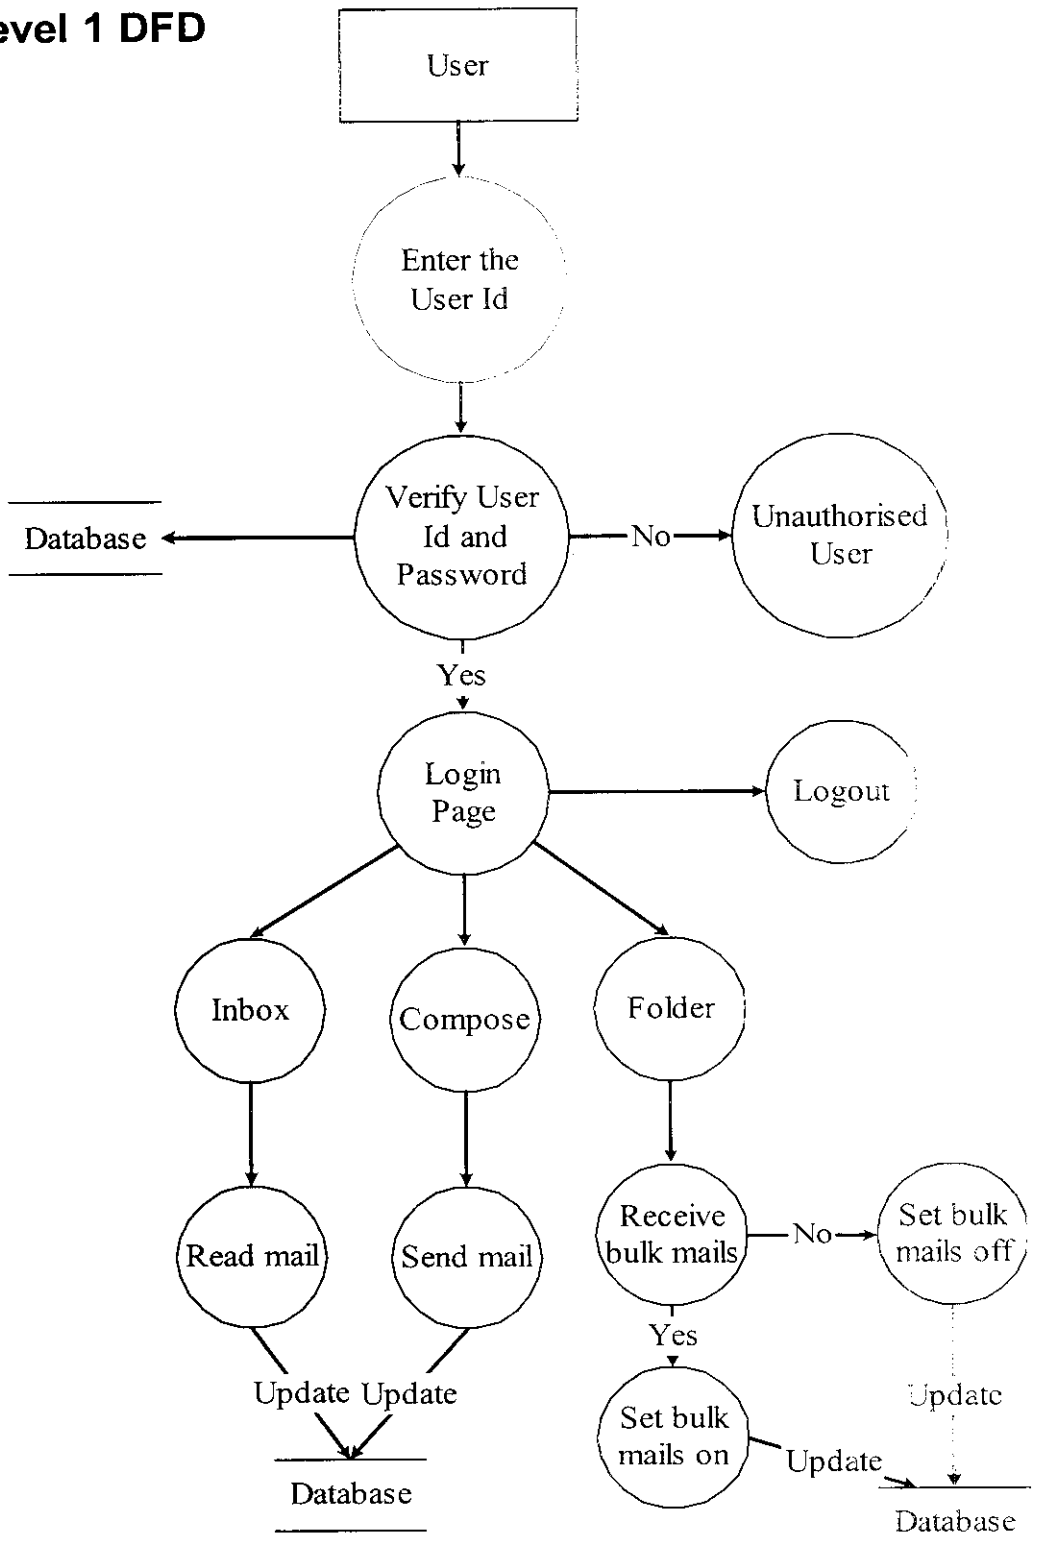 evel 1 DFD
User
Enter the
User Id
Verify User
Id and
Password
Database
No
Unauthorised
User
Yes
Login
Page
Logout
Inbox
Compose
Folder
Read mail
Send mail
Receive
bulk mails
No
Set bulk
mails off
Yes
Update
Update
Update
Set bulk
mails on
Update
Database
Database